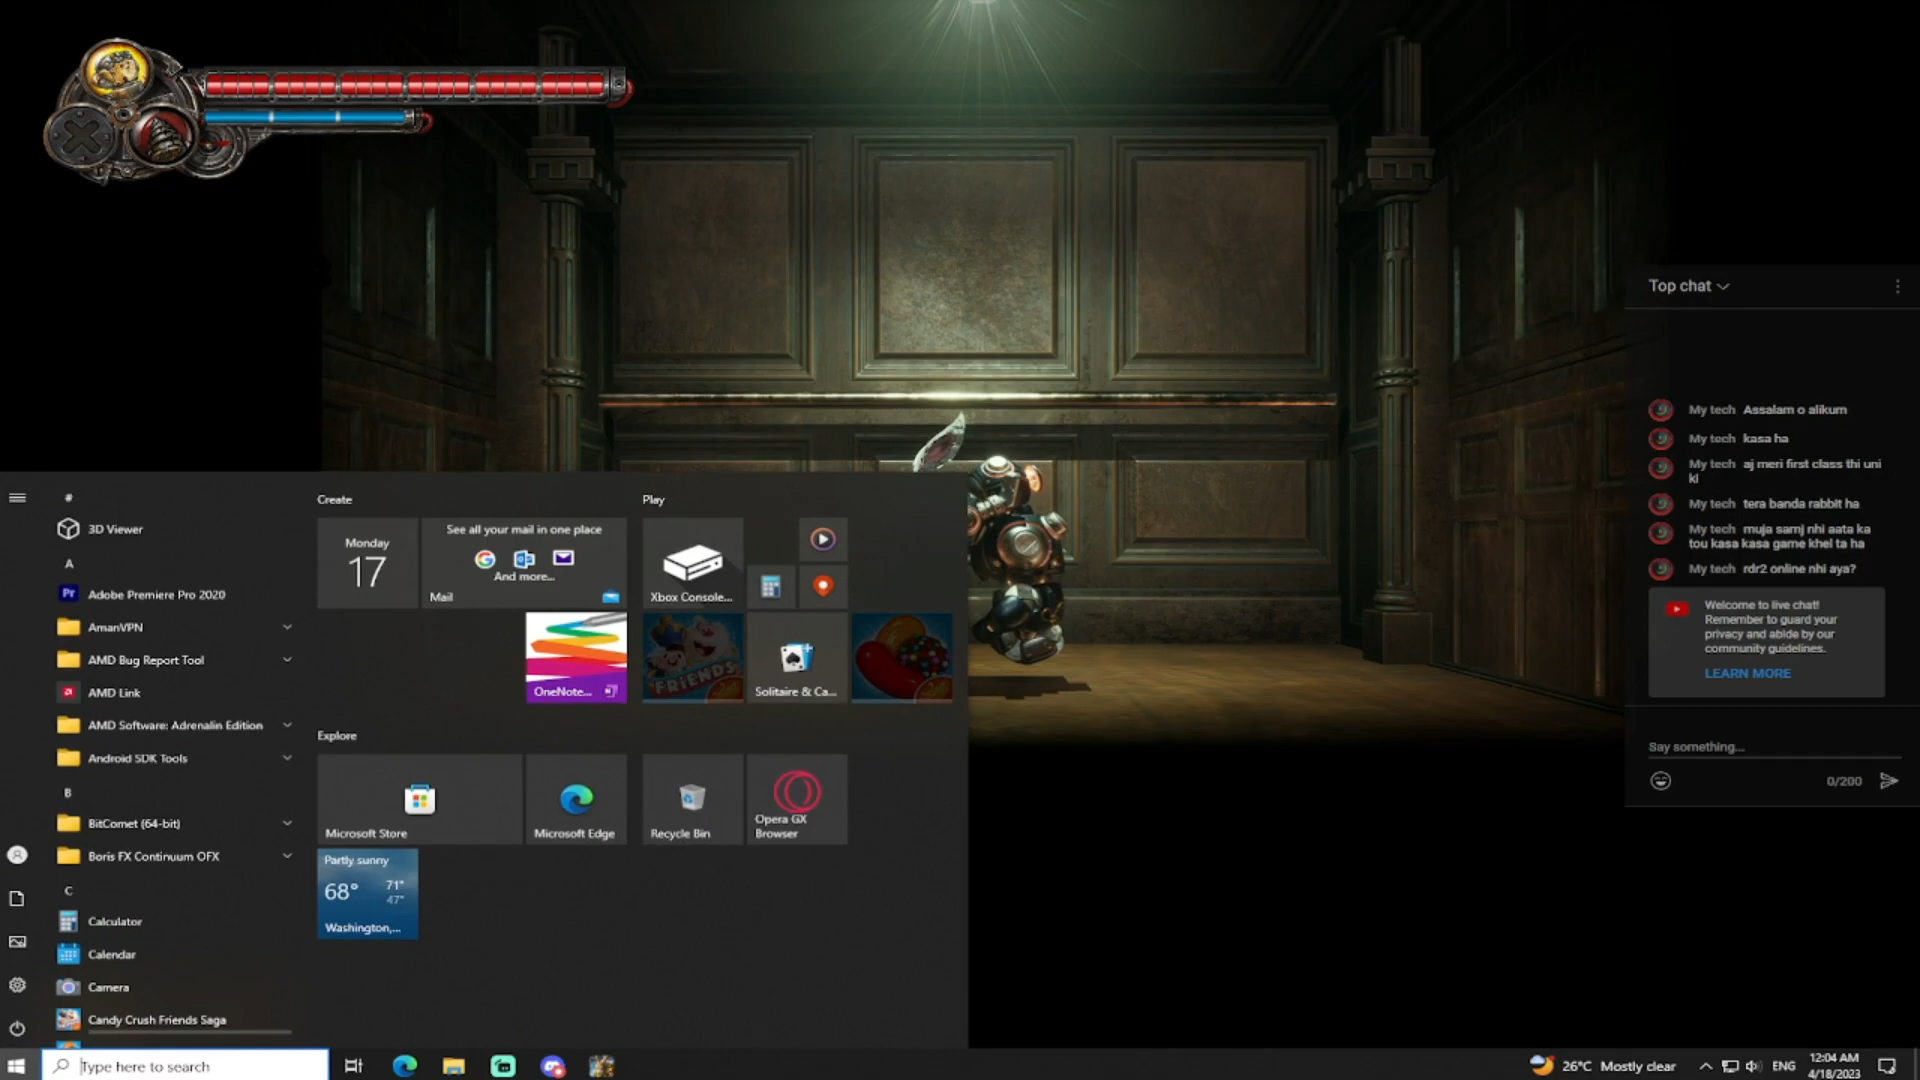 Top chat
My tech Assalam o alikum
My tech kasa ha
My tech aj meri first class thi uni
ki
My tech tera banda rabbit ha
My tech muja samj nhi aata ka
tou kasa kasa game khel ta ha
My tech rdr2 online nhi aya?
Welcome to live chat!
Remember to guard your
privacy and abide by our
community guidelines.
LEARN MORE
Say something...
0/200
#
3D Viewer
A
Adobe Premiere Pro 2020
AmanVPN
AMD Bug Report Tool
AMD Link
AMD Software: Adrenalin Edition
Android SDK Tools
B
BitComet (64-bit)
Boris FX Continuum OFX
C
Calculator
Calendar
Camera
Candy Crush Friends Saga
Create
Monday
17
See all your mail in one place
And more...
Mail
OneNote...
Play
Xbox Console...
FRIENDS
Solitaire & Ca...
Explore
Microsoft Store
Microsoft Edge
Recycle Bin
Opera GX
Browser
Partly sunny
68°
71°
47°
Washington,...
Type here to search
26°C Mostly clear
ENG
12:04 AM
4/18/2023